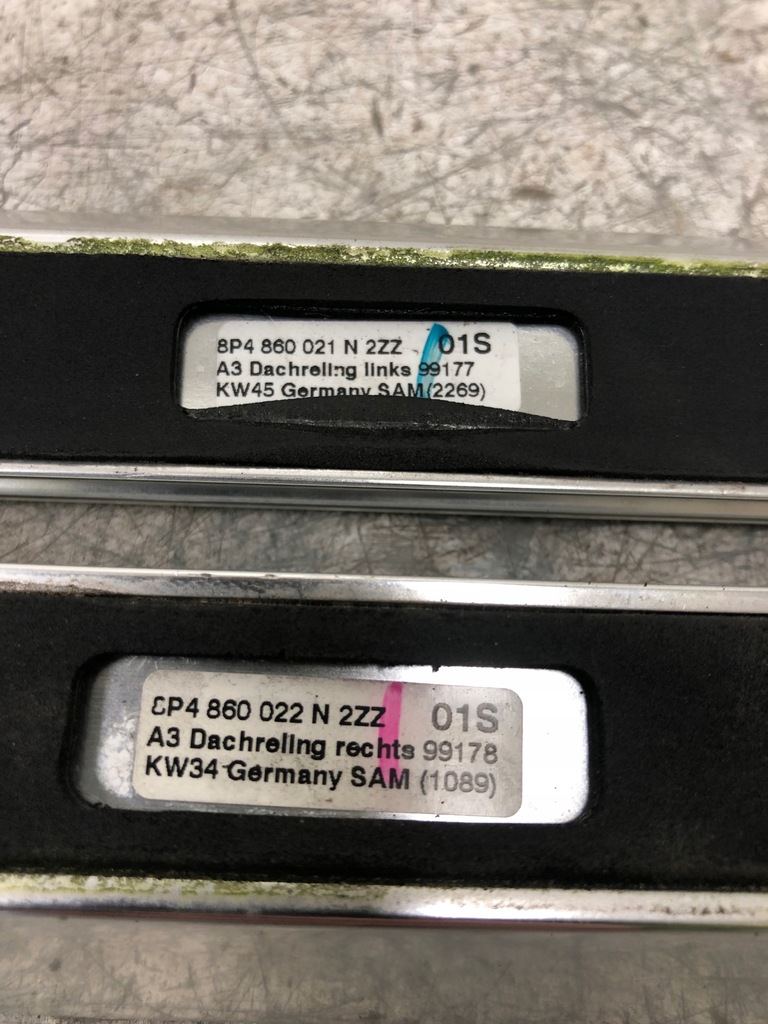 8P4 860 021 N 2ZZ 01S
A3 Dachreling links 99177
KW45 Germany SAM (2269)
8P4 860 022 N 2ZZ 01S
A3 Dachreling rechts 99178
KW34 Germany SAM (1089)